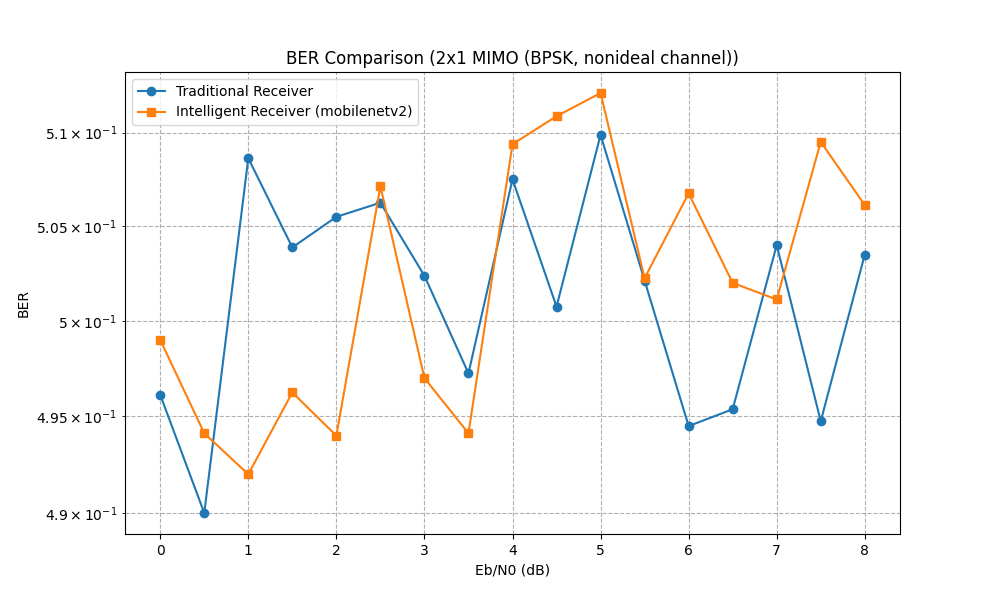 BER Comparison (2x1 MIMO (BPSK, nonideal channel))
Traditional Receiver
Intelligent Receiver (mobilenetv2)
5.1 × 10⁻¹
5.05 × 10⁻¹
5 × 10⁻¹
4.95 × 10⁻¹
4.9 × 10⁻¹
BER
0 1 2 3 4 5 6 7 8
Eb/N0 (dB)